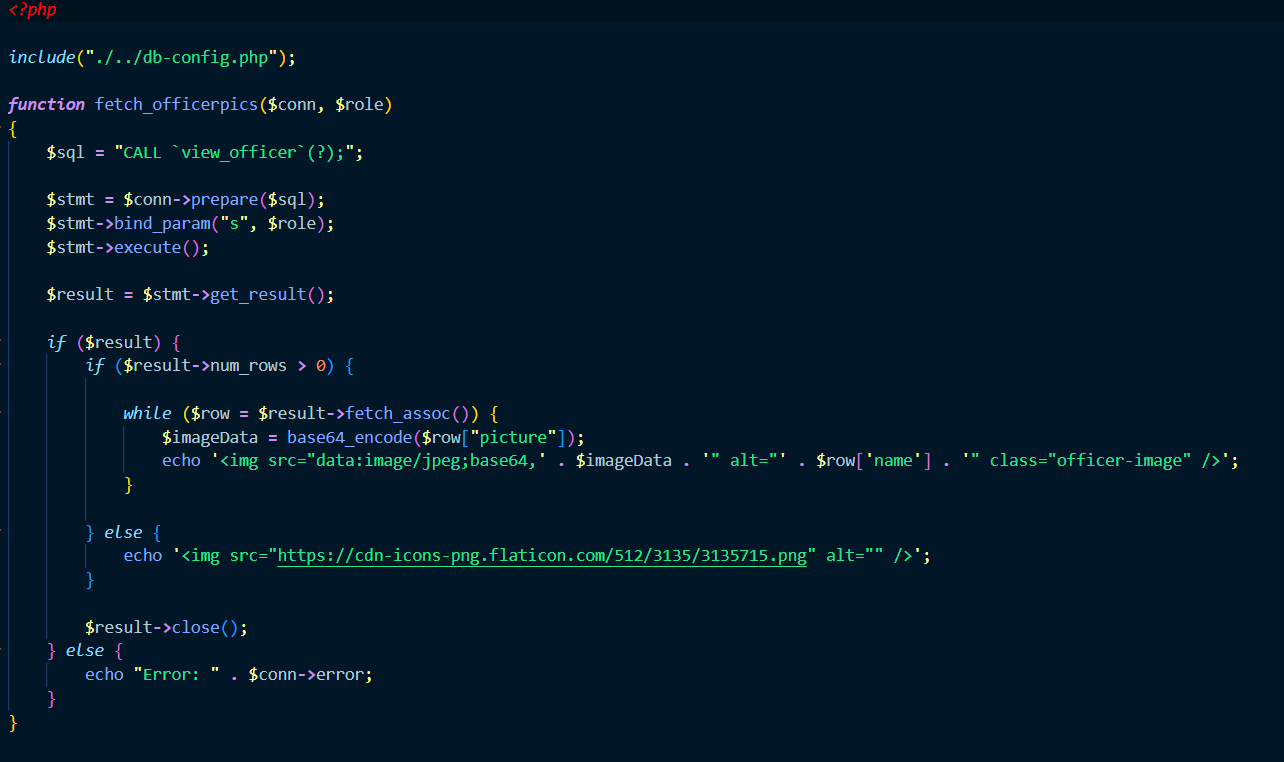 <?php
include("./../db-config.php");
function fetch_officerpics($conn, $role)
{
$sql = "CALL `view_officer`(?);";
$stmt = $conn->prepare($sql);
$stmt->bind_param("s", $role);
$stmt->execute();
$result = $stmt->get_result();
if ($result) {
if ($result->num_rows > 0) {
while ($row = $result->fetch_assoc()) {
$imageData = base64_encode($row["picture"]);
echo '<img src="data:image/jpeg;base64,' . $imageData . '" alt="' . $row['name'] . '" class="officer-image" />';
}
} else {
echo '<img src="https://cdn-icons-png.flaticon.com/512/3135/3135715.png" alt="" />';
}
$result->close();
} else {
echo "Error: " . $conn->error;
}
}